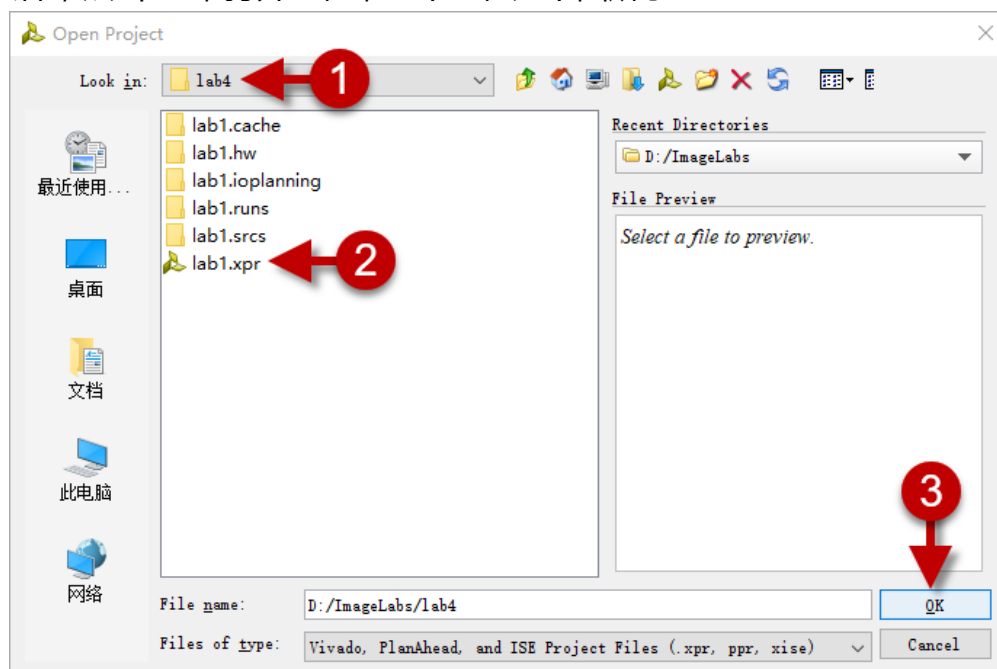 Open Project
Look in:
lab4
1
lab1.cache
lab1.hw
lab1.ioplanning
lab1.runs
lab1.srcs
lab1.xpr
2
Recent Directories
D:/ImageLabs
File Preview
Select a file to preview.
最近使用...
桌面
文档
此电脑
网络
3
File name:
D:/ImageLabs/lab4
OK
Files of type:
Vivado, PlanAhead, and ISE Project Files (.xpr, ppr, xise)
Cancel